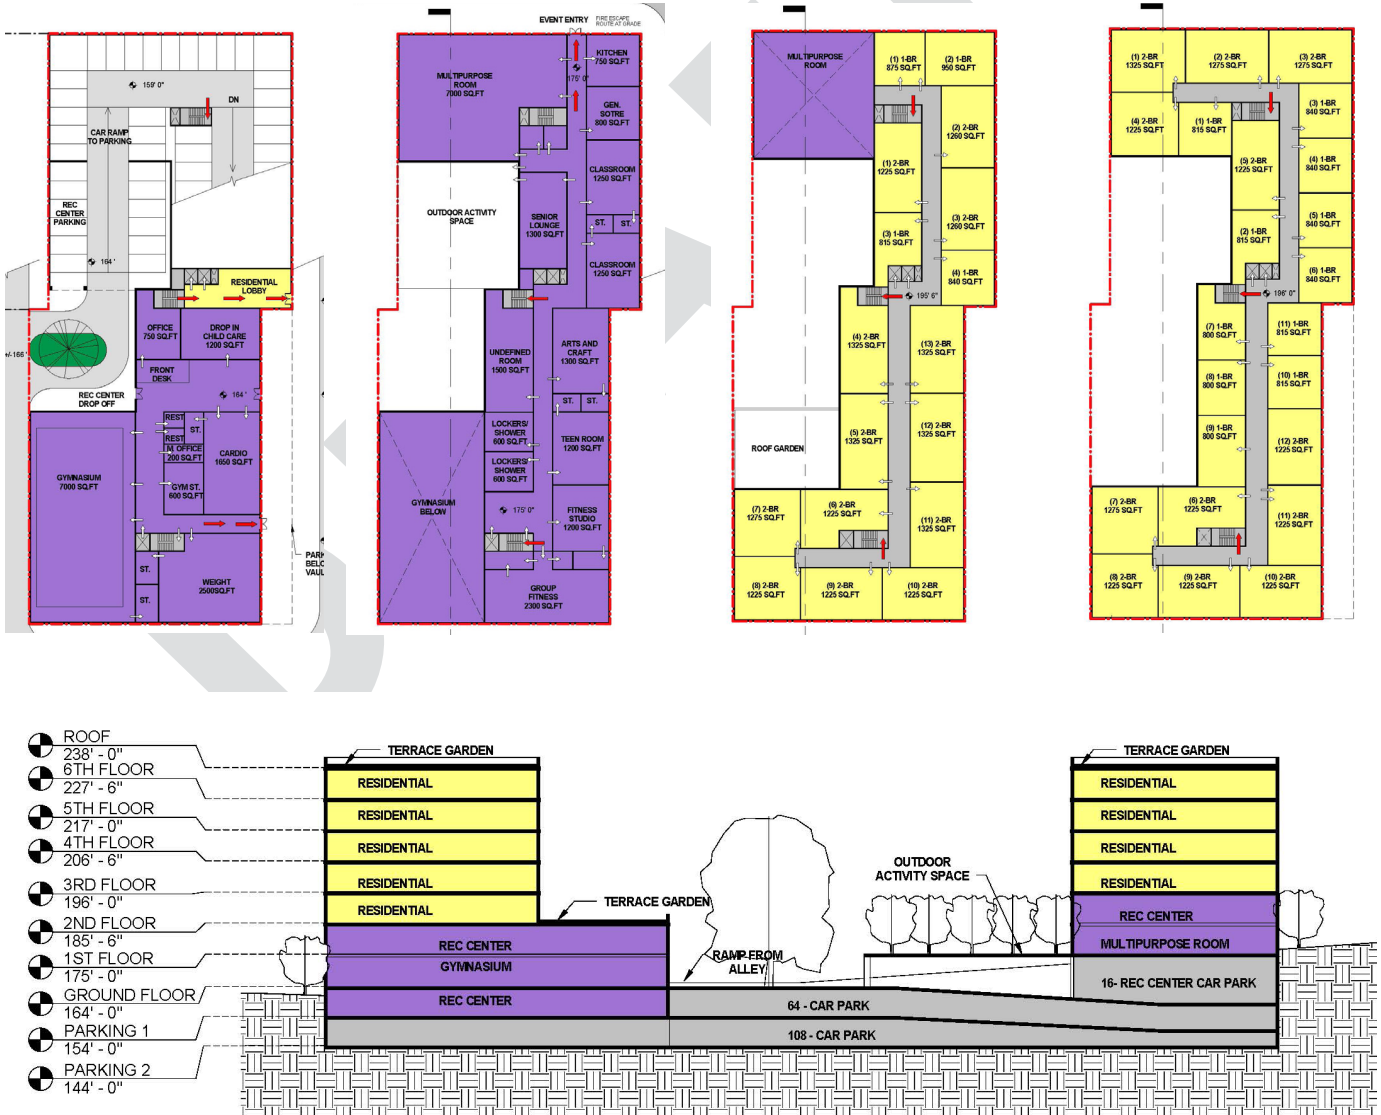 159' 0"
DN
CAR RAMP
TO PARKING
REC
CENTER
PARKING
164'
RESIDENTIAL
LOBBY
OFFICE
750 SQ.FT
DROP IN
CHILD CARE
1200 SQ.FT
+/-166'
FRONT
DESK
REC CENTER
DROP OFF
164'
REST
REST
ST.
M. OFFICE
200 SQ.FT
CARDIO
1650 SQ.FT
GYMNASIUM
7000 SQ.FT
GYM ST.
600 SQ.FT
ST.
ST.
WEIGHT
2500SQ.FT
PARK
BELO
VAUL
EVENT ENTRY
FIRE ESCAPE
ROUTE AT GRADE
MULTIPURPOSE
ROOM
7000 SQ.FT
175' 0"
KITCHEN
750 SQ.FT
GEN.
SOTRE
800 SQ.FT
CLASSROOM
1250 SQ.FT
OUTDOOR ACTIVITY
SPACE
SENIOR
LOUNGE
1300 SQ.FT
ST.
ST.
CLASSROOM
1250 SQ.FT
UNDEFINED
ROOM
1500 SQ.FT
ARTS AND
CRAFT
1300 SQ.FT
ST.
ST.
LOCKERS/
SHOWER
600 SQ.FT
TEEN ROOM
1200 SQ.FT
LOCKERS/
SHOWER
600 SQ.FT
GYMNASIUM
BELOW
175' 0"
FITNESS
STUDIO
1200 SQ.FT
GROUP
FITNESS
2300 SQ.FT
MULTIPURPOSE
ROOM
(1) 1-BR
875 SQ.FT
(2) 1-BR
950 SQ.FT
(2) 2-BR
1260 SQ.FT
(1) 2-BR
1225 SQ.FT
(3) 2-BR
1260 SQ.FT
(3) 1-BR
815 SQ.FT
(4) 1-BR
840 SQ.FT
195' 6"
(4) 2-BR
1325 SQ.FT
(13) 2-BR
1325 SQ.FT
(5) 2-BR
1325 SQ.FT
(12) 2-BR
1325 SQ.FT
ROOF GARDEN
(7) 2-BR
1275 SQ.FT
(6) 2-BR
1225 SQ.FT
(11) 2-BR
1325 SQ.FT
(8) 2-BR
1225 SQ.FT
(9) 2-BR
1225 SQ.FT
(10) 2-BR
1225 SQ.FT
(1) 2-BR
1325 SQ.FT
(2) 2-BR
1275 SQ.FT
(3) 2-BR
1275 SQ.FT
(3) 1-BR
840 SQ.FT
(4) 2-BR
1225 SQ.FT
(1) 1-BR
815 SQ.FT
(4) 1-BR
840 SQ.FT
(5) 2-BR
1225 SQ.FT
(5) 1-BR
840 SQ.FT
(2) 1-BR
815 SQ.FT
(6) 1-BR
840 SQ.FT
196' 0"
(7) 1-BR
800 SQ.FT
(11) 1-BR
815 SQ.FT
(8) 1-BR
800 SQ.FT
(10) 1-BR
815 SQ.FT
(9) 1-BR
800 SQ.FT
(12) 2-BR
1225 SQ.FT
(7) 2-BR
1275 SQ.FT
(6) 2-BR
1225 SQ.FT
(11) 2-BR
1225 SQ.FT
(8) 2-BR
1225 SQ.FT
(9) 2-BR
1225 SQ.FT
(10) 2-BR
1225 SQ.FT
ROOF
238' - 0"
6TH FLOOR
227' - 6"
5TH FLOOR
217' - 0"
4TH FLOOR
206' - 6"
3RD FLOOR
196' - 0"
2ND FLOOR
185' - 6"
1ST FLOOR
175' - 0"
GROUND FLOOR
164' - 0"
PARKING 1
154' - 0"
PARKING 2
144' - 0"
TERRACE GARDEN
RESIDENTIAL
RESIDENTIAL
RESIDENTIAL
RESIDENTIAL
RESIDENTIAL
TERRACE GARDEN
REC CENTER
GYMNASIUM
REC CENTER
RAMP FROM
ALLEY
OUTDOOR
ACTIVITY SPACE
64 - CAR PARK
108 - CAR PARK
TERRACE GARDEN
RESIDENTIAL
RESIDENTIAL
RESIDENTIAL
RESIDENTIAL
REC CENTER
MULTIPURPOSE ROOM
16- REC CENTER CAR PARK